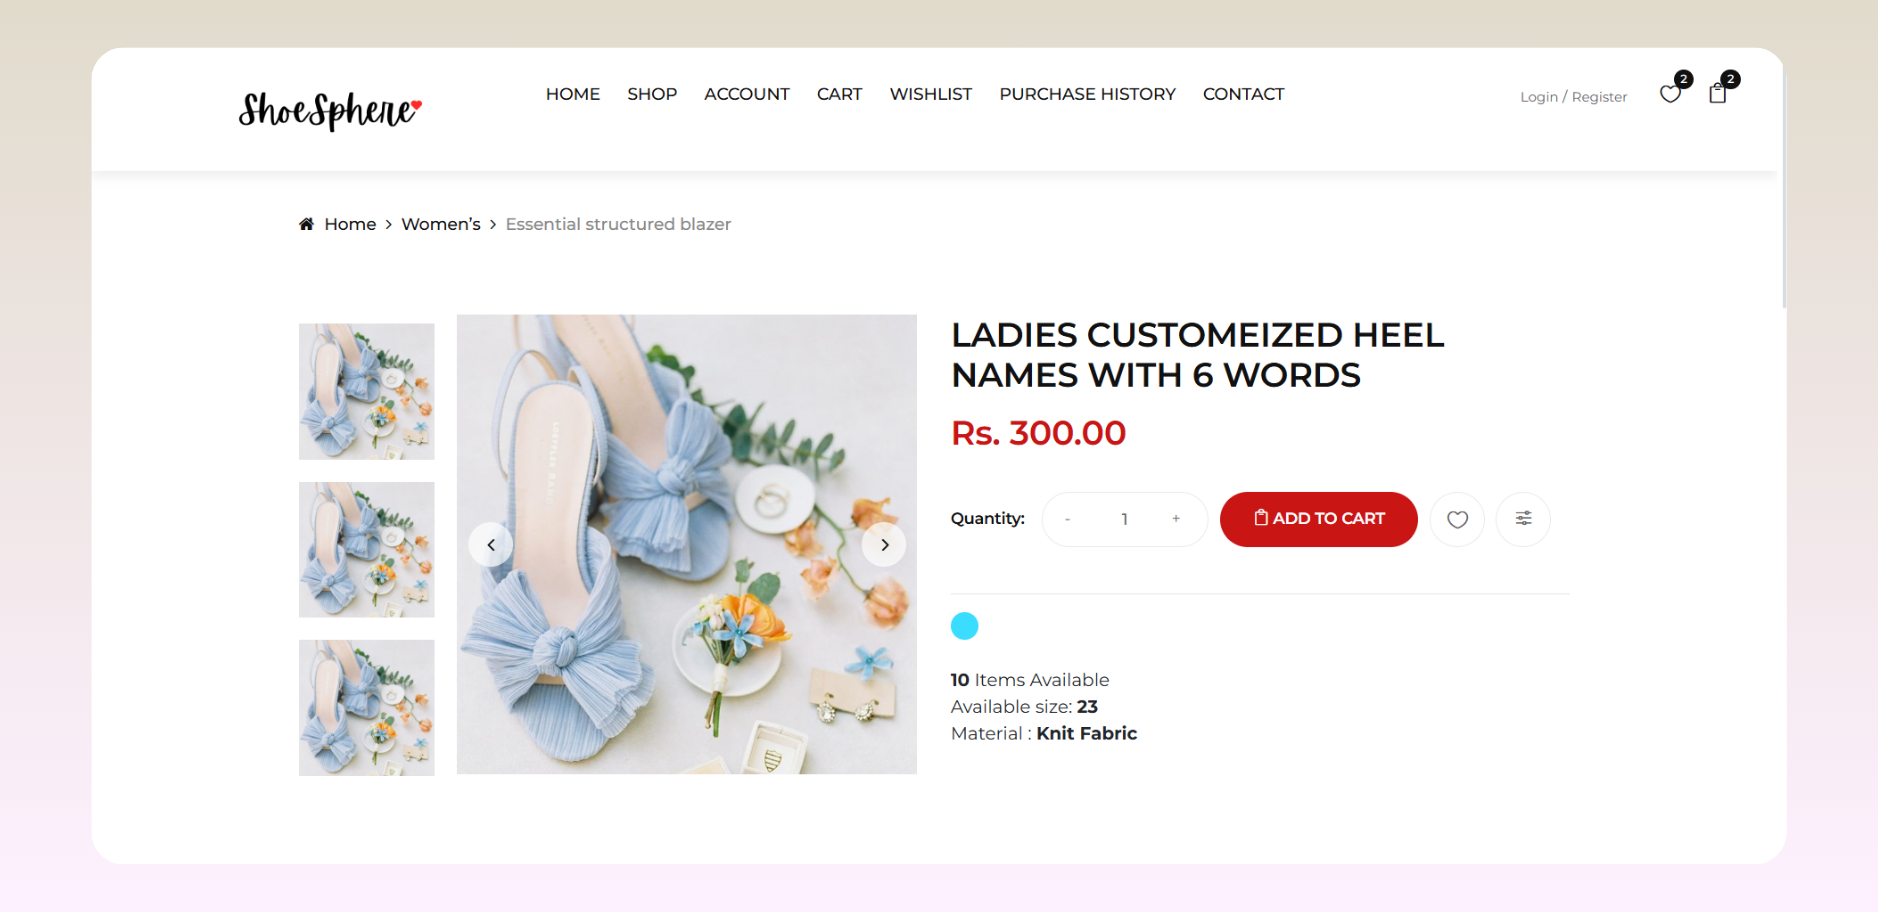 ShoeSphere
HOME SHOP ACCOUNT CART WISHLIST PURCHASE HISTORY CONTACT
Login / Register
2
2
Home > Women’s > Essential structured blazer
LADIES CUSTOMEIZED HEEL
NAMES WITH 6 WORDS
Rs. 300.00
Quantity: - 1 + ADD TO CART
10 Items Available
Available size: 23
Material : Knit Fabric